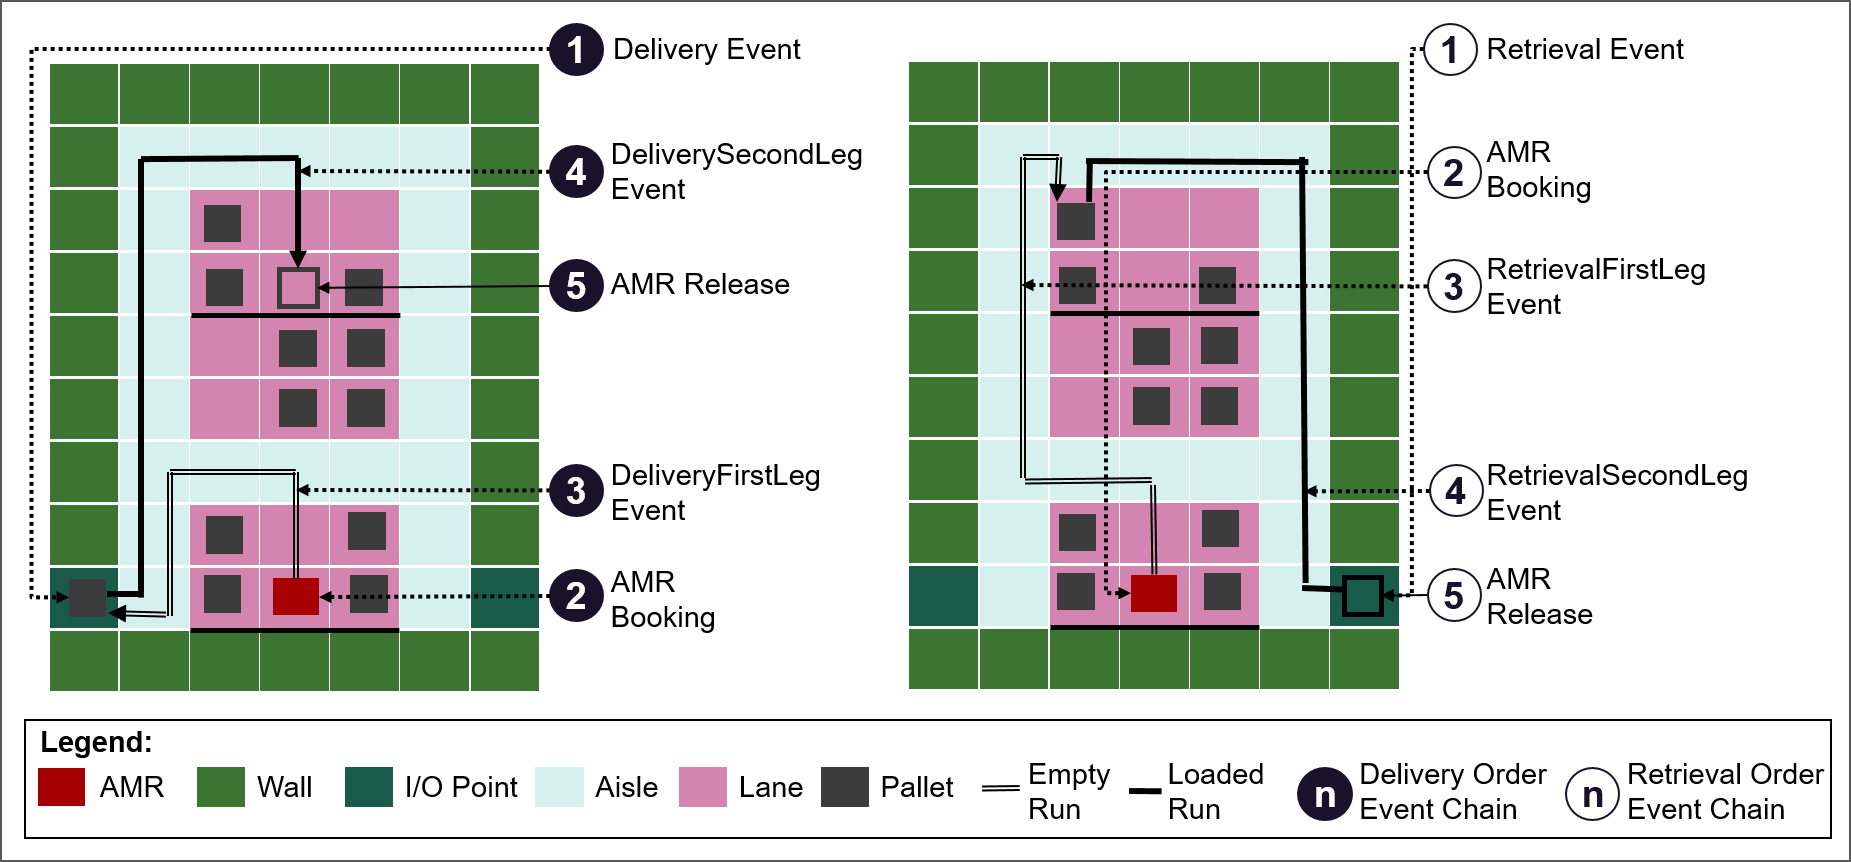 1 Delivery Event
4 DeliverySecondLeg
Event
5 AMR Release
3 DeliveryFirstLeg
Event
2 AMR
Booking
1 Retrieval Event
2 AMR
Booking
3 RetrievalFirstLeg
Event
4 RetrievalSecondLeg
Event
5 AMR
Release
Legend:
AMR
Wall
I/O Point
Aisle
Lane
Pallet
Empty
Run
Loaded
Run
n Delivery Order
Event Chain
n Retrieval Order
Event Chain